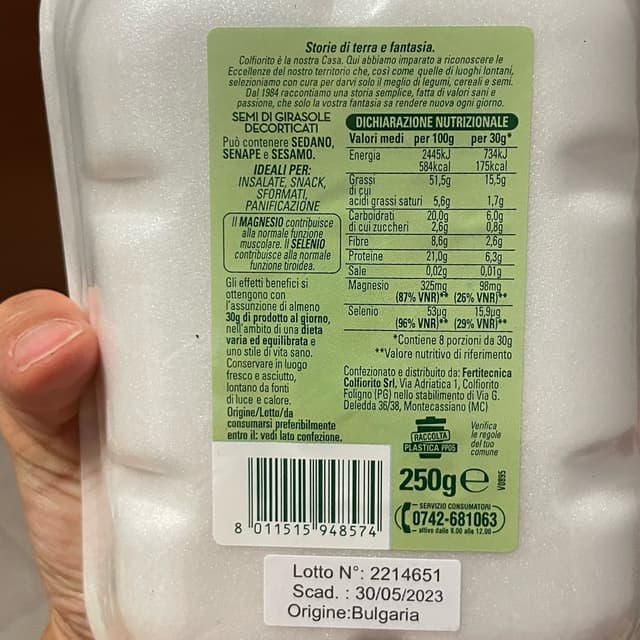 Storie di terra e fantasia.
Colfiorito è la nostra Casa. Qui abbiamo imparato a riconoscere le
Eccellenze del nostro territorio che, così come quelle di luoghi lontani,
selezioniamo con cura per darvi solo il meglio di legumi, cereali e semi.
Dal 1984 raccontiamo una storia semplice, fatta di valori sani e
passione, che solo la vostra fantasia sa rendere nuova ogni giorno.
SEMI DI GIRASOLE
DECORTICATI
Può contenere SEDANO,
SENAPE e SESAMO.
IDEALI PER:
INSALATE, SNACK,
SFORMATI,
PANIFICAZIONE
Il MAGNESIO contribuisce
alla normale funzione
muscolare. Il SELENIO
contribuisce alla normale
funzione tiroidea.
Gli effetti benefici si
ottengono con
l'assunzione di almeno
30g di prodotto al giorno,
nell'ambito di una dieta
varia ed equilibrata e
uno stile di vita sano.
Conservare in luogo
fresco e asciutto,
lontano da fonti
di luce e calore.
Origine/Lotto/da
consumarsi preferibilmente
entro il: vedi lato confezione.
DICHIARAZIONE NUTRIZIONALE
Valori medi per 100g per 30g*
Energia 2445kJ 734kJ
584kcal 175kcal
Grassi 51,5g 15,5g
di cui
acidi grassi saturi 5,6g 1,7g
Carboidrati 20,0g 6,0g
di cui zuccheri 2,6g 0,8g
Fibre 8,6g 2,6g
Proteine 21,0g 6,3g
Sale 0,02g 0,01g
Magnesio 325mg 98mg
(87% VNR)** (26% VNR)**
Selenio 53µg 15,9µg
(96% VNR)** (29% VNR)**
*Contiene 8 porzioni da 30g
**Valore nutritivo di riferimento
Confezionato e distribuito da: Fertitecnica
Colfiorito Srl, Via Adriatica 1, Colfiorito
Foligno (PG) nello stabilimento di Via G.
Deledda 36/38, Montecassiano (MC)
RACCOLTA
PLASTICA PP05
Verifica
le regole
del tuo
comune
250g e
V0895
SERVIZIO CONSUMATORI
0742-681063
attivo dalle 9.00 alle 12.00
8 011515 948574
Lotto N°: 2214651
Scad. : 30/05/2023
Origine:Bulgaria